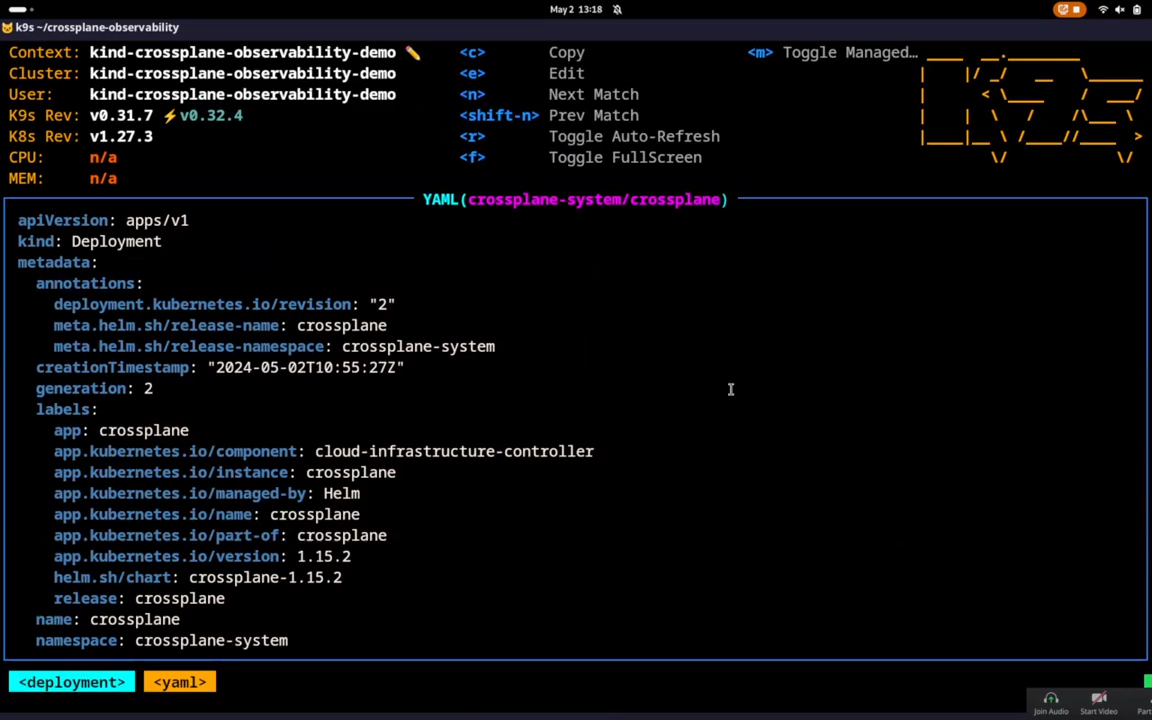 May 2 13:18
k9s ~/crossplane-observability
Context: kind-crossplane-observability-demo <c> Copy <m> Toggle Managed…
Cluster: kind-crossplane-observability-demo <e> Edit
User: kind-crossplane-observability-demo <n> Next Match
K9s Rev: v0.31.7 ⚡v0.32.4 <shift-n> Prev Match
K8s Rev: v1.27.3 <r> Toggle Auto-Refresh
CPU: n/a <f> Toggle FullScreen
MEM: n/a
YAML(crossplane-system/crossplane)
apiVersion: apps/v1
kind: Deployment
metadata:
annotations:
deployment.kubernetes.io/revision: "2"
meta.helm.sh/release-name: crossplane
meta.helm.sh/release-namespace: crossplane-system
creationTimestamp: "2024-05-02T10:55:27Z"
generation: 2
labels:
app: crossplane
app.kubernetes.io/component: cloud-infrastructure-controller
app.kubernetes.io/instance: crossplane
app.kubernetes.io/managed-by: Helm
app.kubernetes.io/name: crossplane
app.kubernetes.io/part-of: crossplane
app.kubernetes.io/version: 1.15.2
helm.sh/chart: crossplane-1.15.2
release: crossplane
name: crossplane
namespace: crossplane-system
<deployment> <yaml>
Join Audio Start Video Part